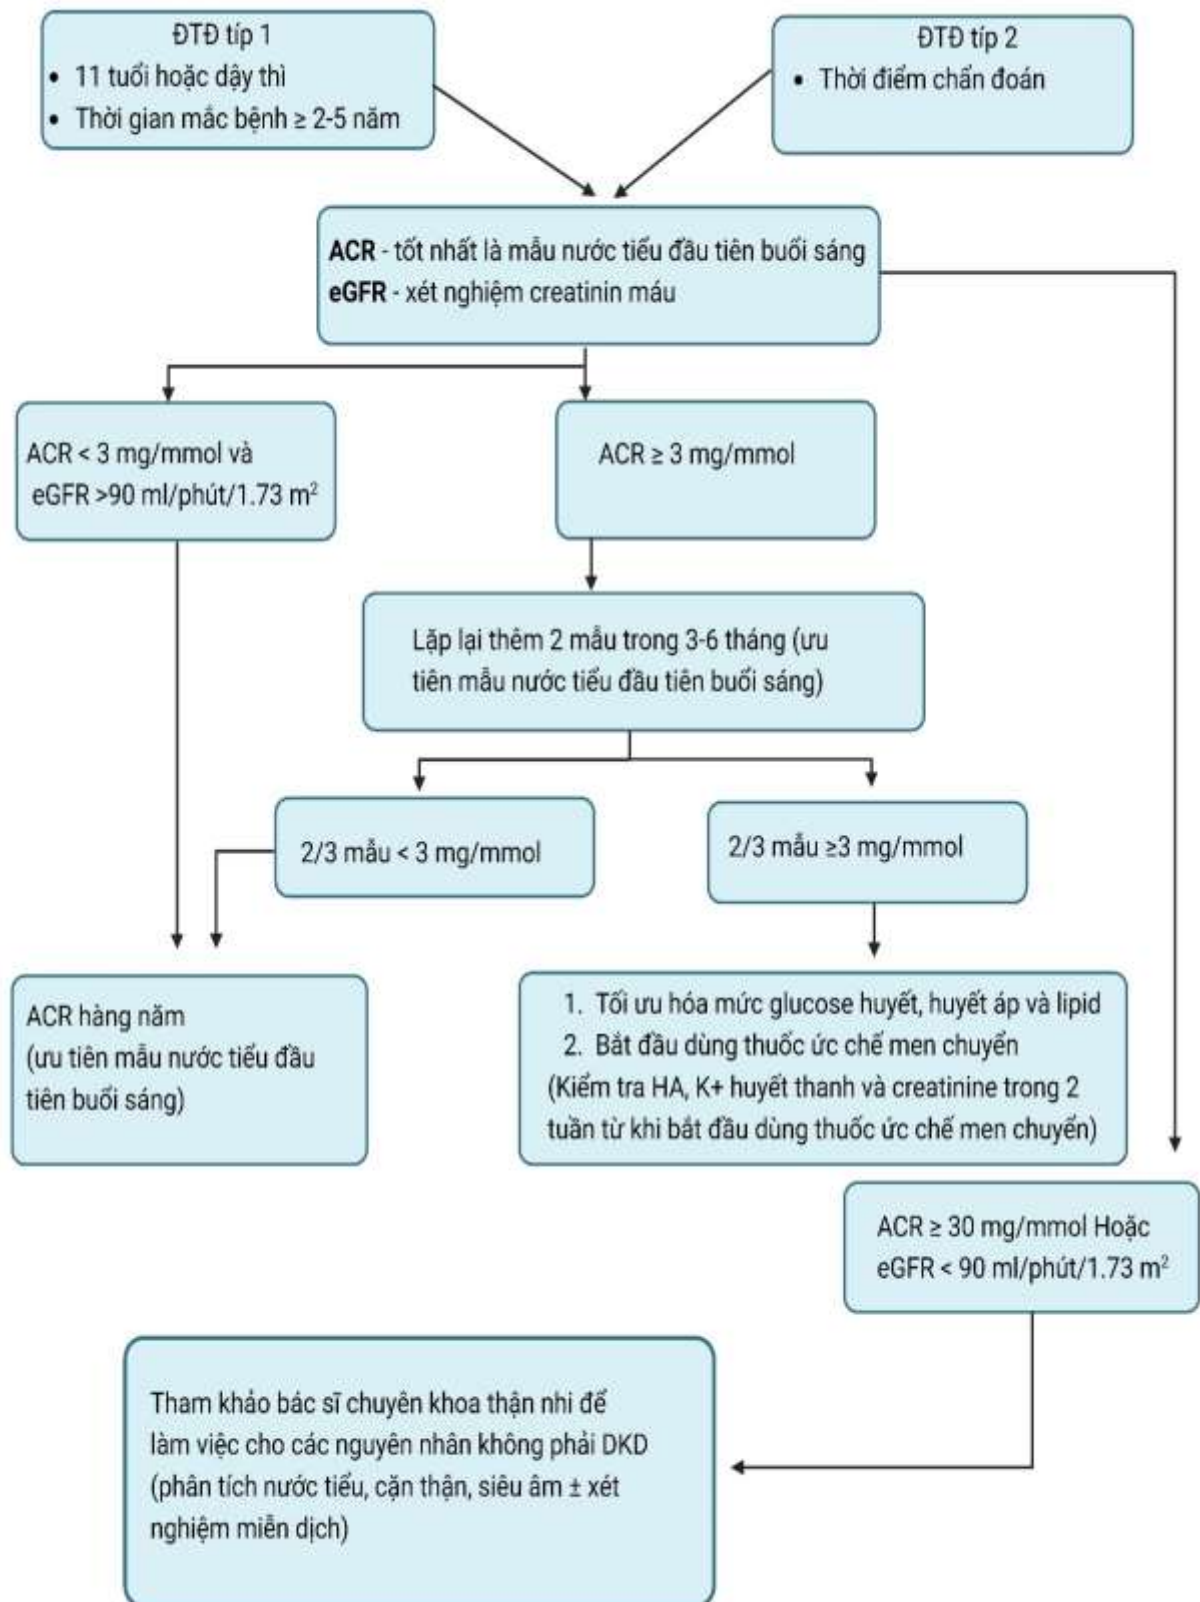 ĐTĐ típ 1
• 11 tuổi hoặc dậy thì
• Thời gian mắc bệnh ≥ 2-5 năm
ĐTĐ típ 2
• Thời điểm chẩn đoán
ACR - tốt nhất là mẫu nước tiểu đầu tiên buổi sáng
eGFR - xét nghiệm creatinin máu
ACR < 3 mg/mmol và
eGFR >90 ml/phút/1.73 m²
ACR ≥ 3 mg/mmol
Lặp lại thêm 2 mẫu trong 3-6 tháng (ưu
tiên mẫu nước tiểu đầu tiên buổi sáng)
2/3 mẫu < 3 mg/mmol
2/3 mẫu ≥3 mg/mmol
ACR hàng năm
(ưu tiên mẫu nước tiểu đầu
tiên buổi sáng)
1. Tối ưu hóa mức glucose huyết, huyết áp và lipid
2. Bắt đầu dùng thuốc ức chế men chuyển
(Kiểm tra HA, K+ huyết thanh và creatinine trong 2
tuần từ khi bắt đầu dùng thuốc ức chế men chuyển)
ACR ≥ 30 mg/mmol Hoặc
eGFR < 90 ml/phút/1.73 m²
Tham khảo bác sĩ chuyên khoa thận nhi để
làm việc cho các nguyên nhân không phải DKD
(phân tích nước tiểu, cặn thận, siêu âm ± xét
nghiệm miễn dịch)